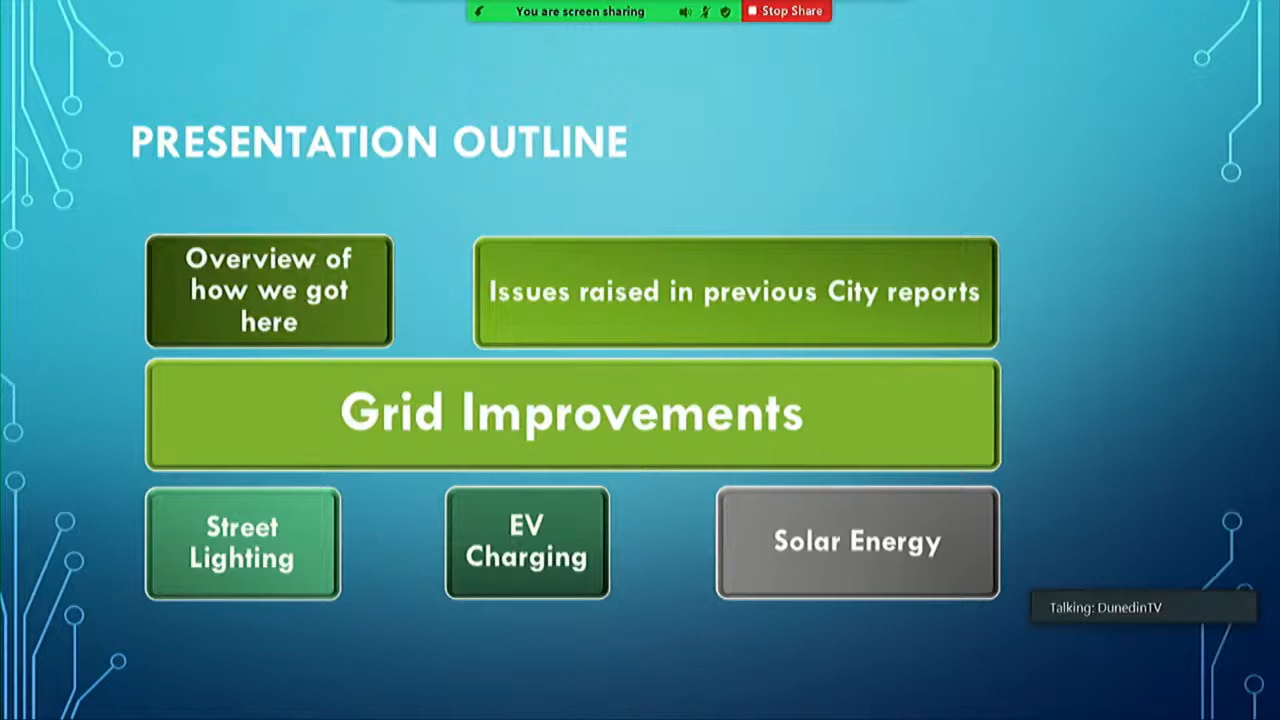 You are screen sharing
Stop Share
PRESENTATION OUTLINE
Overview of
how we got
here
Issues raised in previous City reports
Grid Improvements
Street
Lighting
EV
Charging
Solar Energy
Talking: DunedinTV